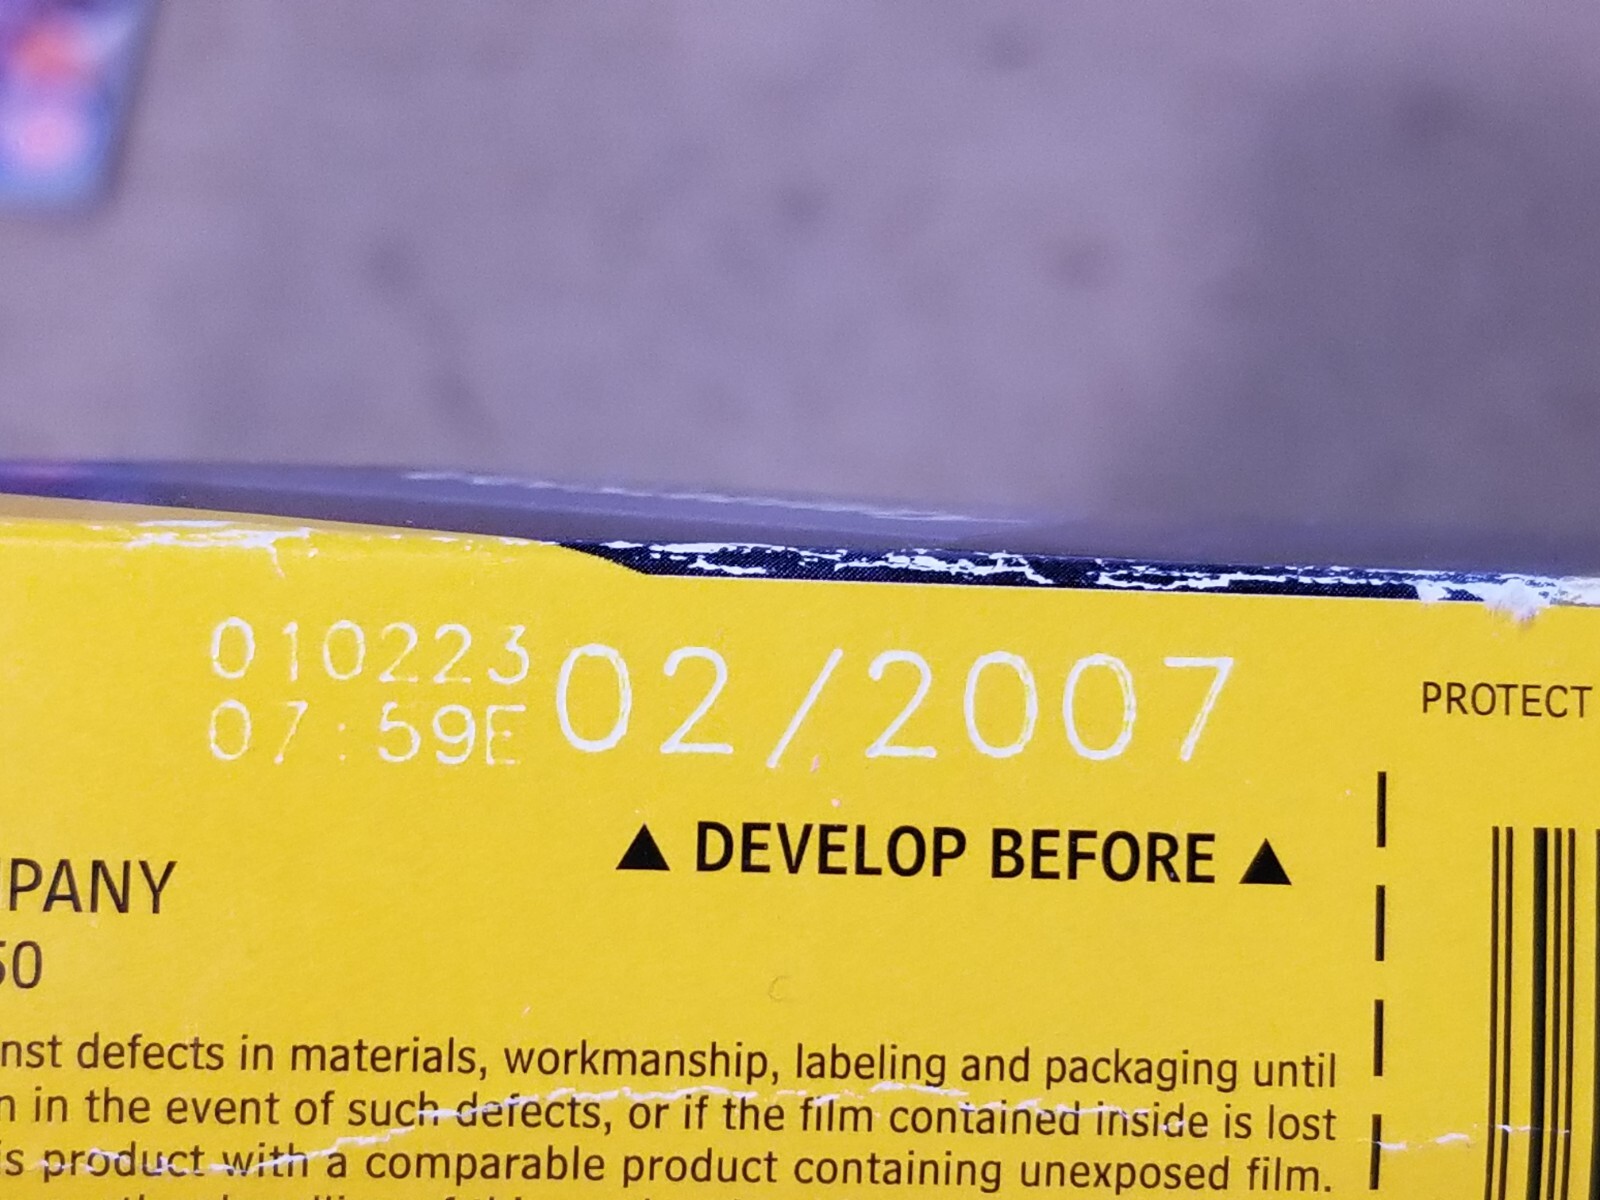 010223
07:59E
02/2007
▲ DEVELOP BEFORE ▲
PROTECT
PANY
50
nst defects in materials, workmanship, labeling and packaging until
n in the event of such defects, or if the film contained inside is lost
is product with a comparable product containing unexposed film.